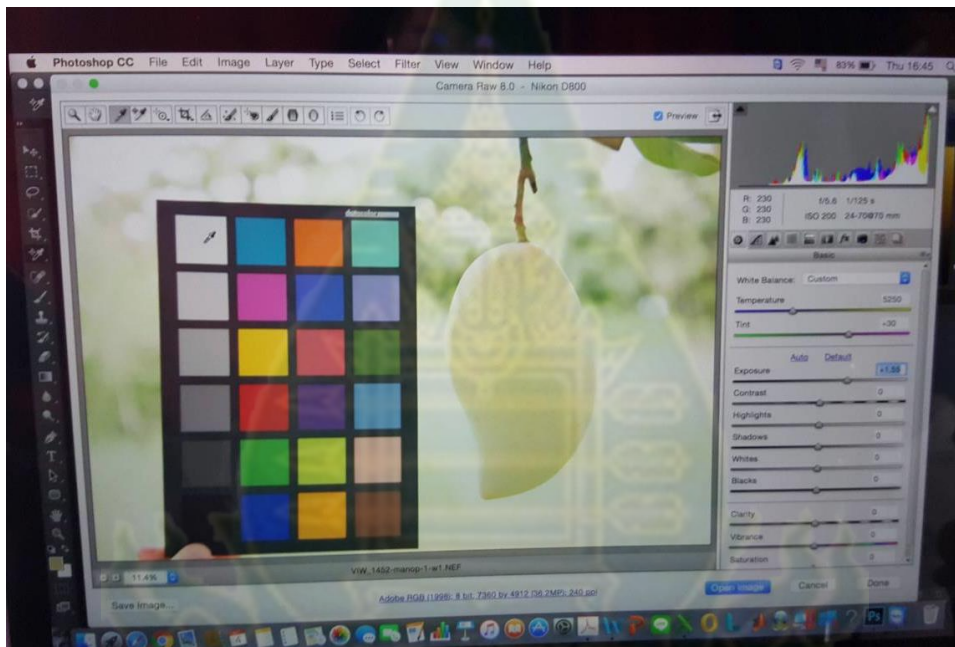 Photoshop CC File Edit Image Layer Type Select Filter View Window Help 83% Thu 16:45
Camera Raw 8.0 - Nikon D800
Preview
R: 230
G: 230
B: 230
f/5.6 1/125 s
ISO 200 24-70@70 mm
Basic
White Balance: Custom
Temperature 5250
Tint +30
Auto Default
Exposure
Contrast 0
Highlights 0
Shadows 0
Whites 0
Blacks 0
Clarity 0
Vibrance 0
Saturation 0
11.4%
Adobe RGB (1998); 8 bit; 7360 by 4912 (36.2MP); 240 ppi
Save Image...
Open Image Cancel Done